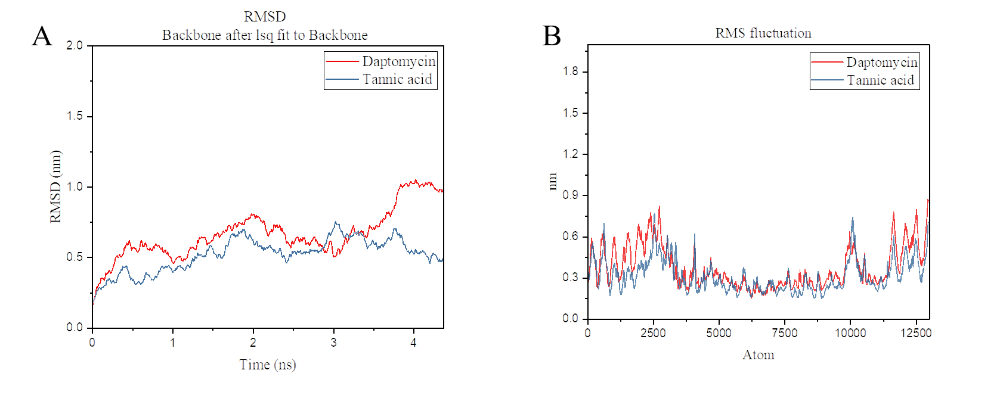 A
RMSD
Backbone after lsq fit to Backbone
Daptomycin
Tannic acid
RMSD (nm)
2.0
1.5
1.0
0.5
0.0
0 1 2 3 4
Time (ns)
B
RMS fluctuation
Daptomycin
Tannic acid
nm
1.8
1.5
1.2
0.9
0.6
0.3
0.0
0 2500 5000 7500 10000 12500
Atom